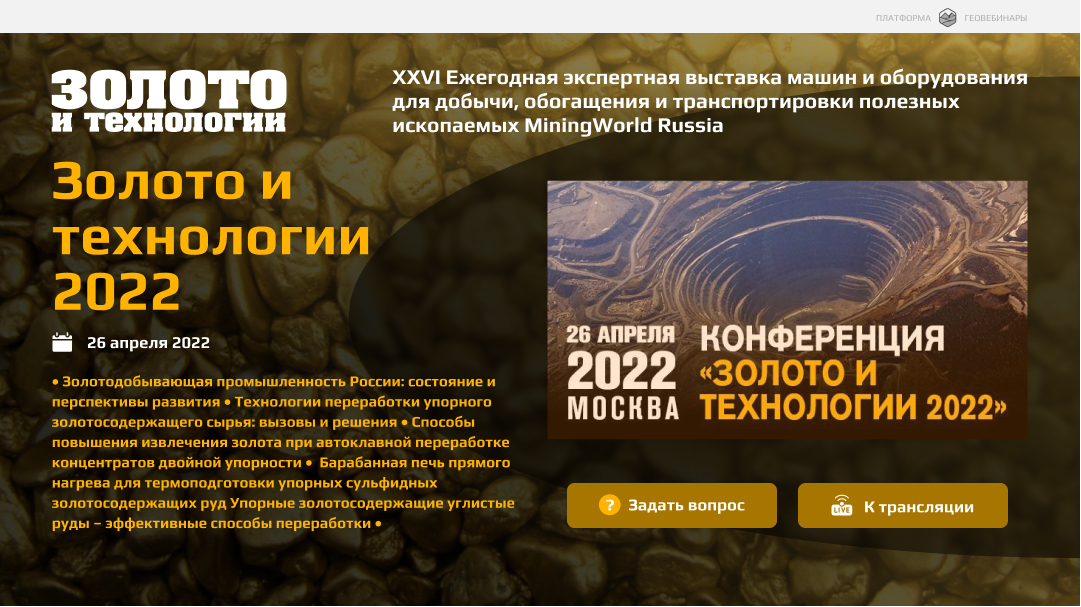 ПЛАТФОРМА ГЕОВЕБИНАРЫ
ЗОЛОТО
И ТЕХНОЛОГИИ
XXVI Ежегодная экспертная выставка машин и оборудования
для добычи, обогащения и транспортировки полезных
ископаемых MiningWorld Russia
Золото и
технологии
2022
26 апреля 2022
• Золотодобывающая промышленность России: состояние и
перспективы развития • Технологии переработки упорного
золотосодержащего сырья: вызовы и решения • Способы
повышения извлечения золота при автоклавной переработке
концентратов двойной упорности • Барабанная печь прямого
нагрева для термоподготовки упорных сульфидных
золотосодержащих руд Упорные золотосодержащие углистые
руды – эффективные способы переработки •
26 АПРЕЛЯ
2022
МОСКВА
КОНФЕРЕНЦИЯ
«ЗОЛОТО И
ТЕХНОЛОГИИ 2022»
? Задать вопрос
LIVE К трансляции